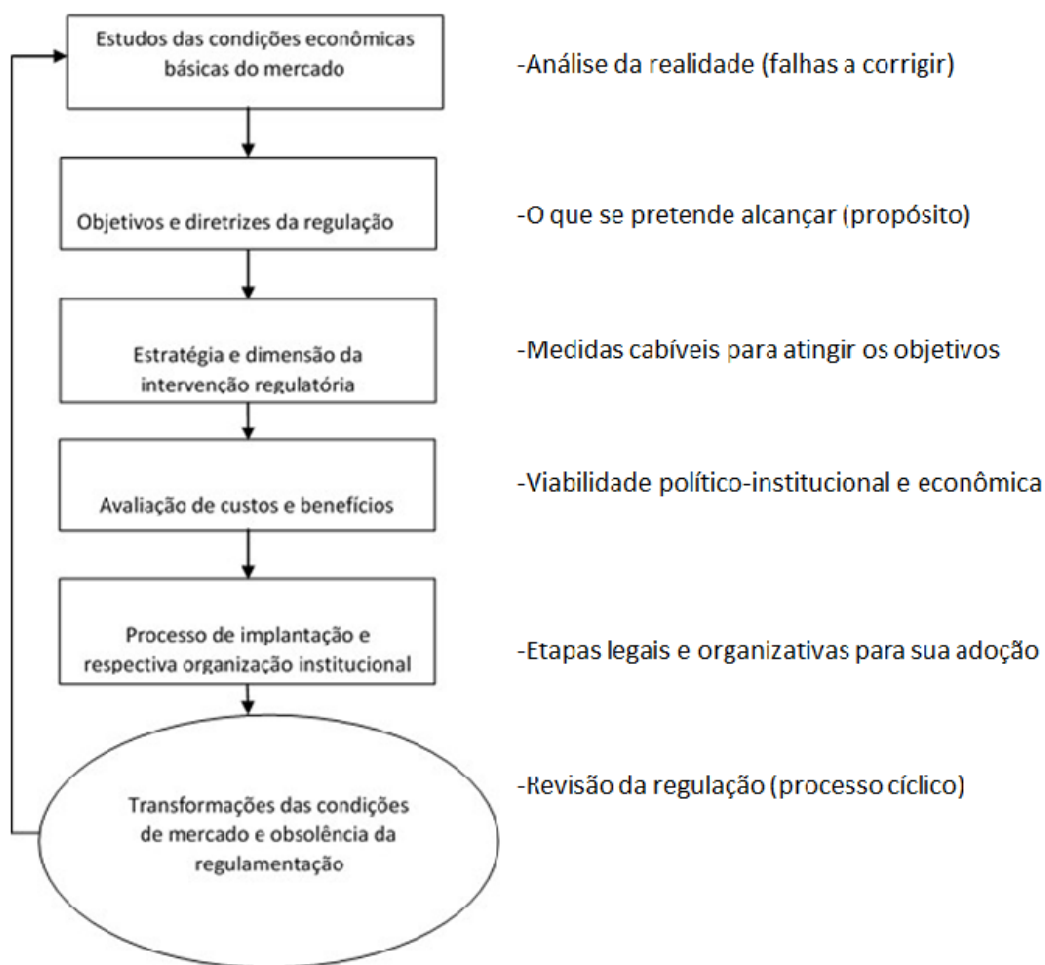 Estudos das condições econômicas
básicas do mercado
-Análise da realidade (falhas a corrigir)
Objetivos e diretrizes da regulação
-O que se pretende alcançar (propósito)
Estratégia e dimensão da
intervenção regulatória
-Medidas cabíveis para atingir os objetivos
Avaliação de custos e benefícios
-Viabilidade político-institucional e econômica
Processo de implantação e
respectiva organização institucional
-Etapas legais e organizativas para sua adoção
Transformações das condições
de mercado e obsolência da
regulamentação
-Revisão da regulação (processo cíclico)